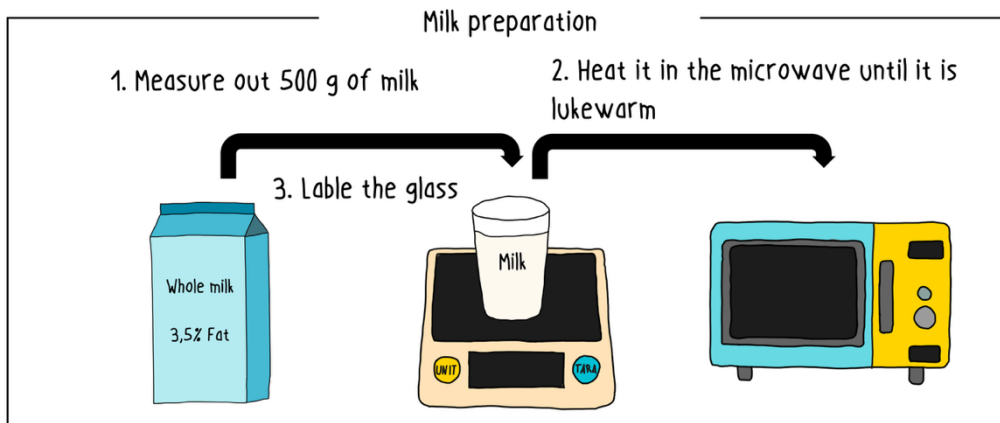 Milk preparation
1. Measure out 500 g of milk
2. Heat it in the microwave until it is
lukewarm
3. Lable the glass
Whole milk
3,5% Fat
Milk
UNIT
TARA